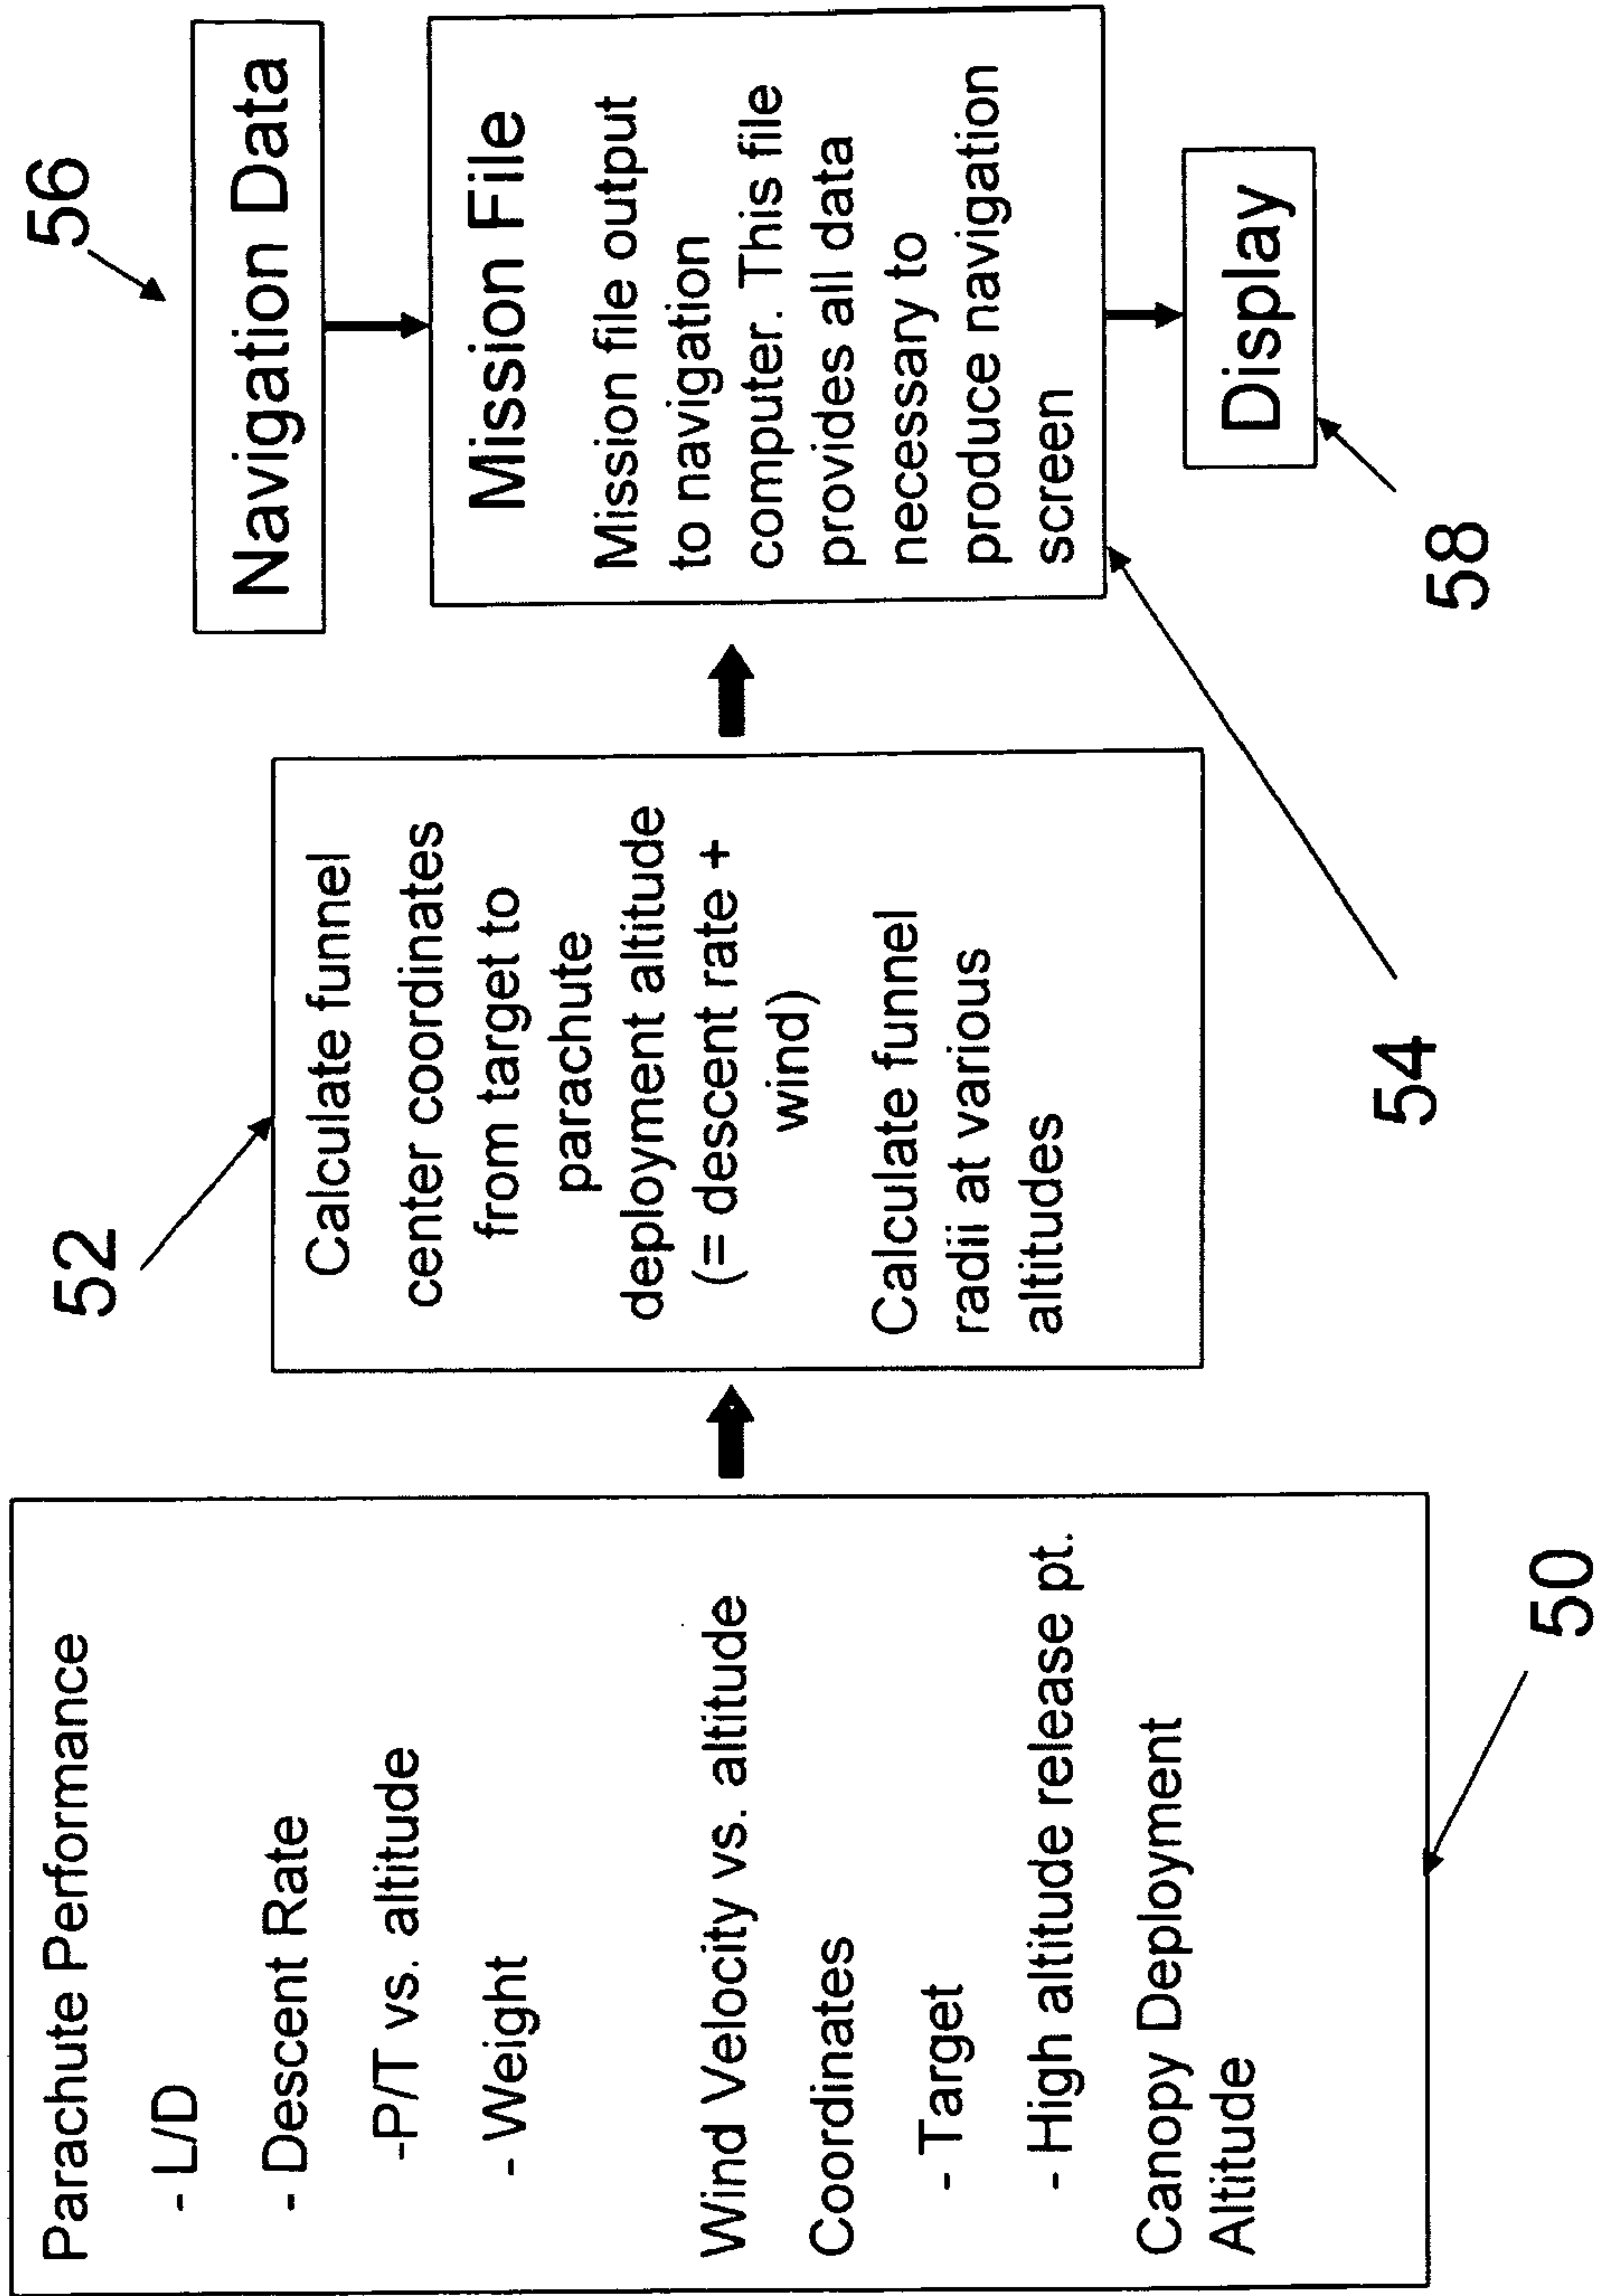 Parachute Performance
- L/D
- Descent Rate
-P/T vs. altitude
- Weight
Wind Velocity vs. altitude
Coordinates
- Target
- High altitude release pt.
Canopy Deployment
Altitude
50
52
Calculate funnel
center coordinates
from target to
parachute
deployment altitude
(= descent rate +
wind)
Calculate funnel
radii at various
altitudes
56
Navigation Data
Mission File
Mission file output
to navigation
computer. This file
provides all data
necessary to
produce navigation
screen
54
Display
58